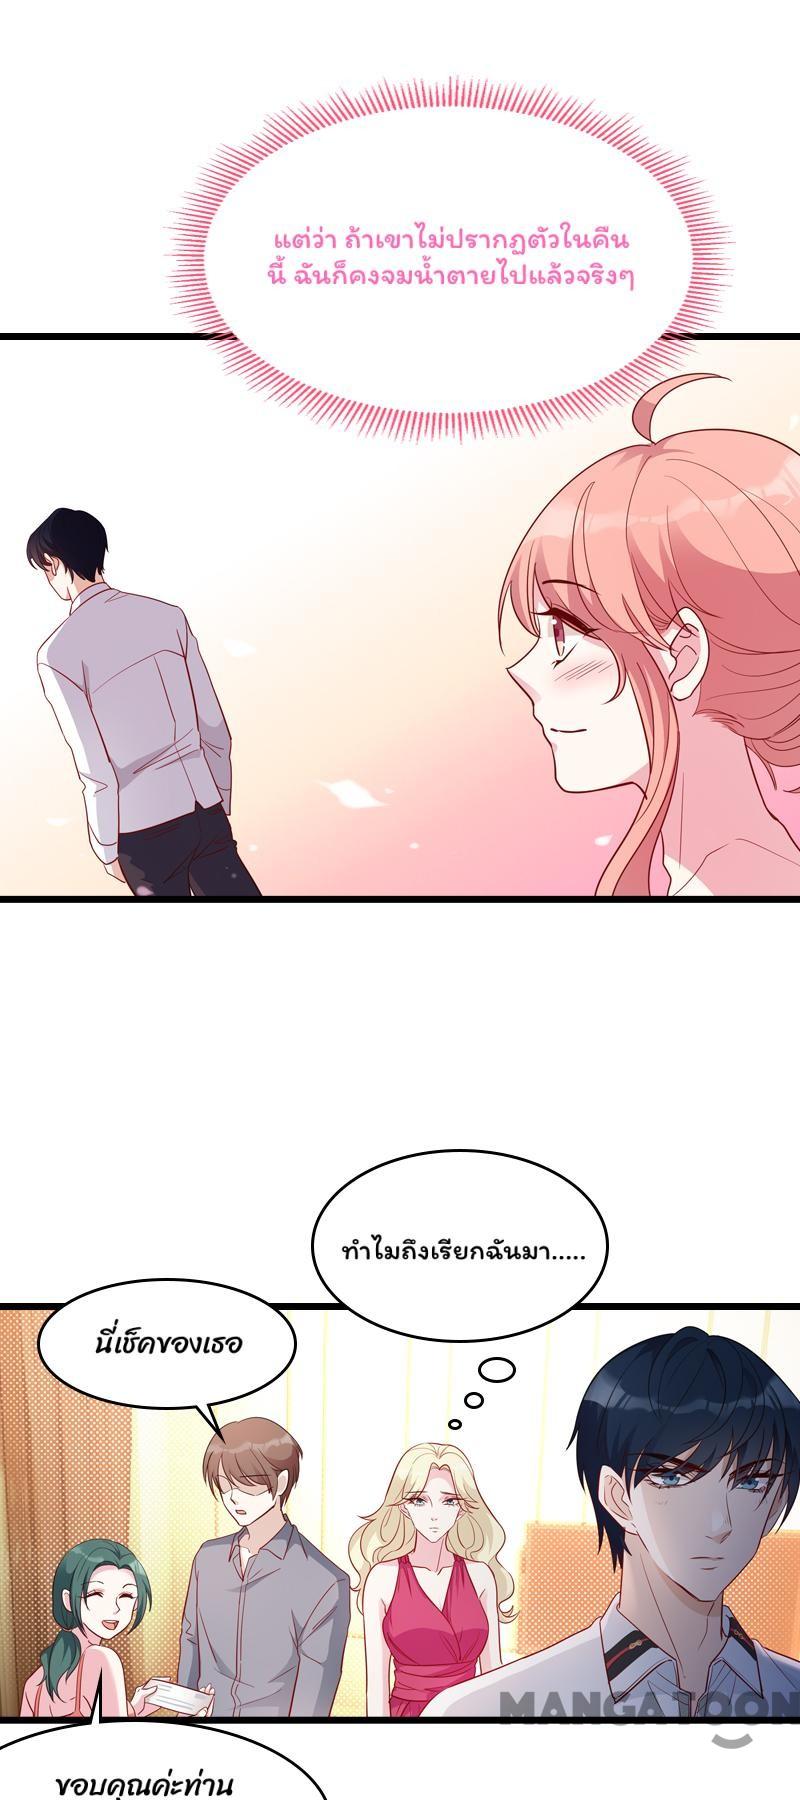 แต่ว่า ถ้าเขาไม่ปรากฏตัวในคืน
นี้ ฉันก็คงจมน้ำตายไปแล้วจริงๆ
ทำไมถึงเรียกฉันมา.....
นี่เช็คของเธอ
MANGATOON
ขอบคุณค่ะท่าน